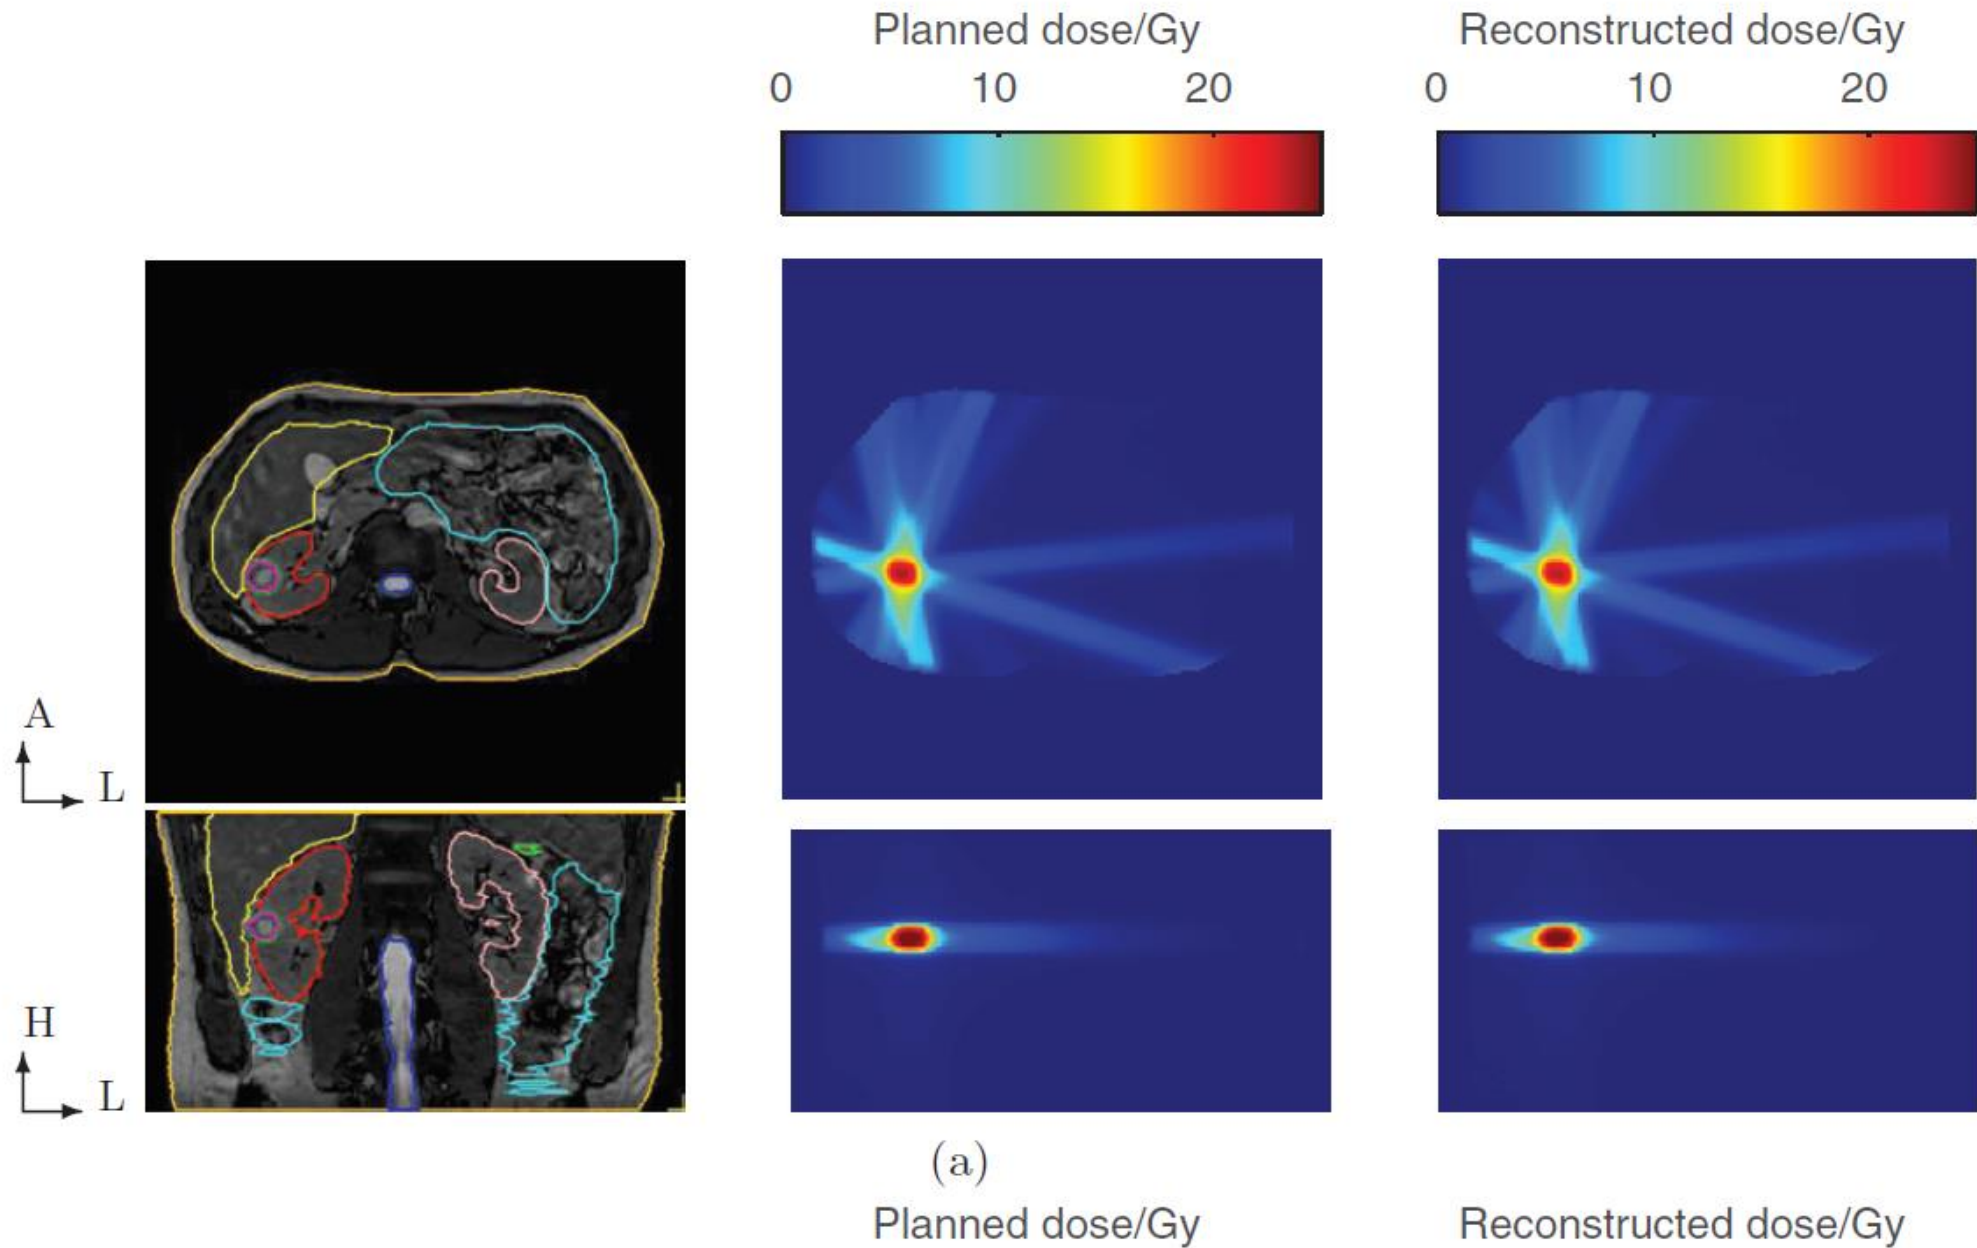 Planned dose/Gy
Reconstructed dose/Gy
0 10 20
0 10 20
A
L
H
L
(a)
Planned dose/Gy
Reconstructed dose/Gy